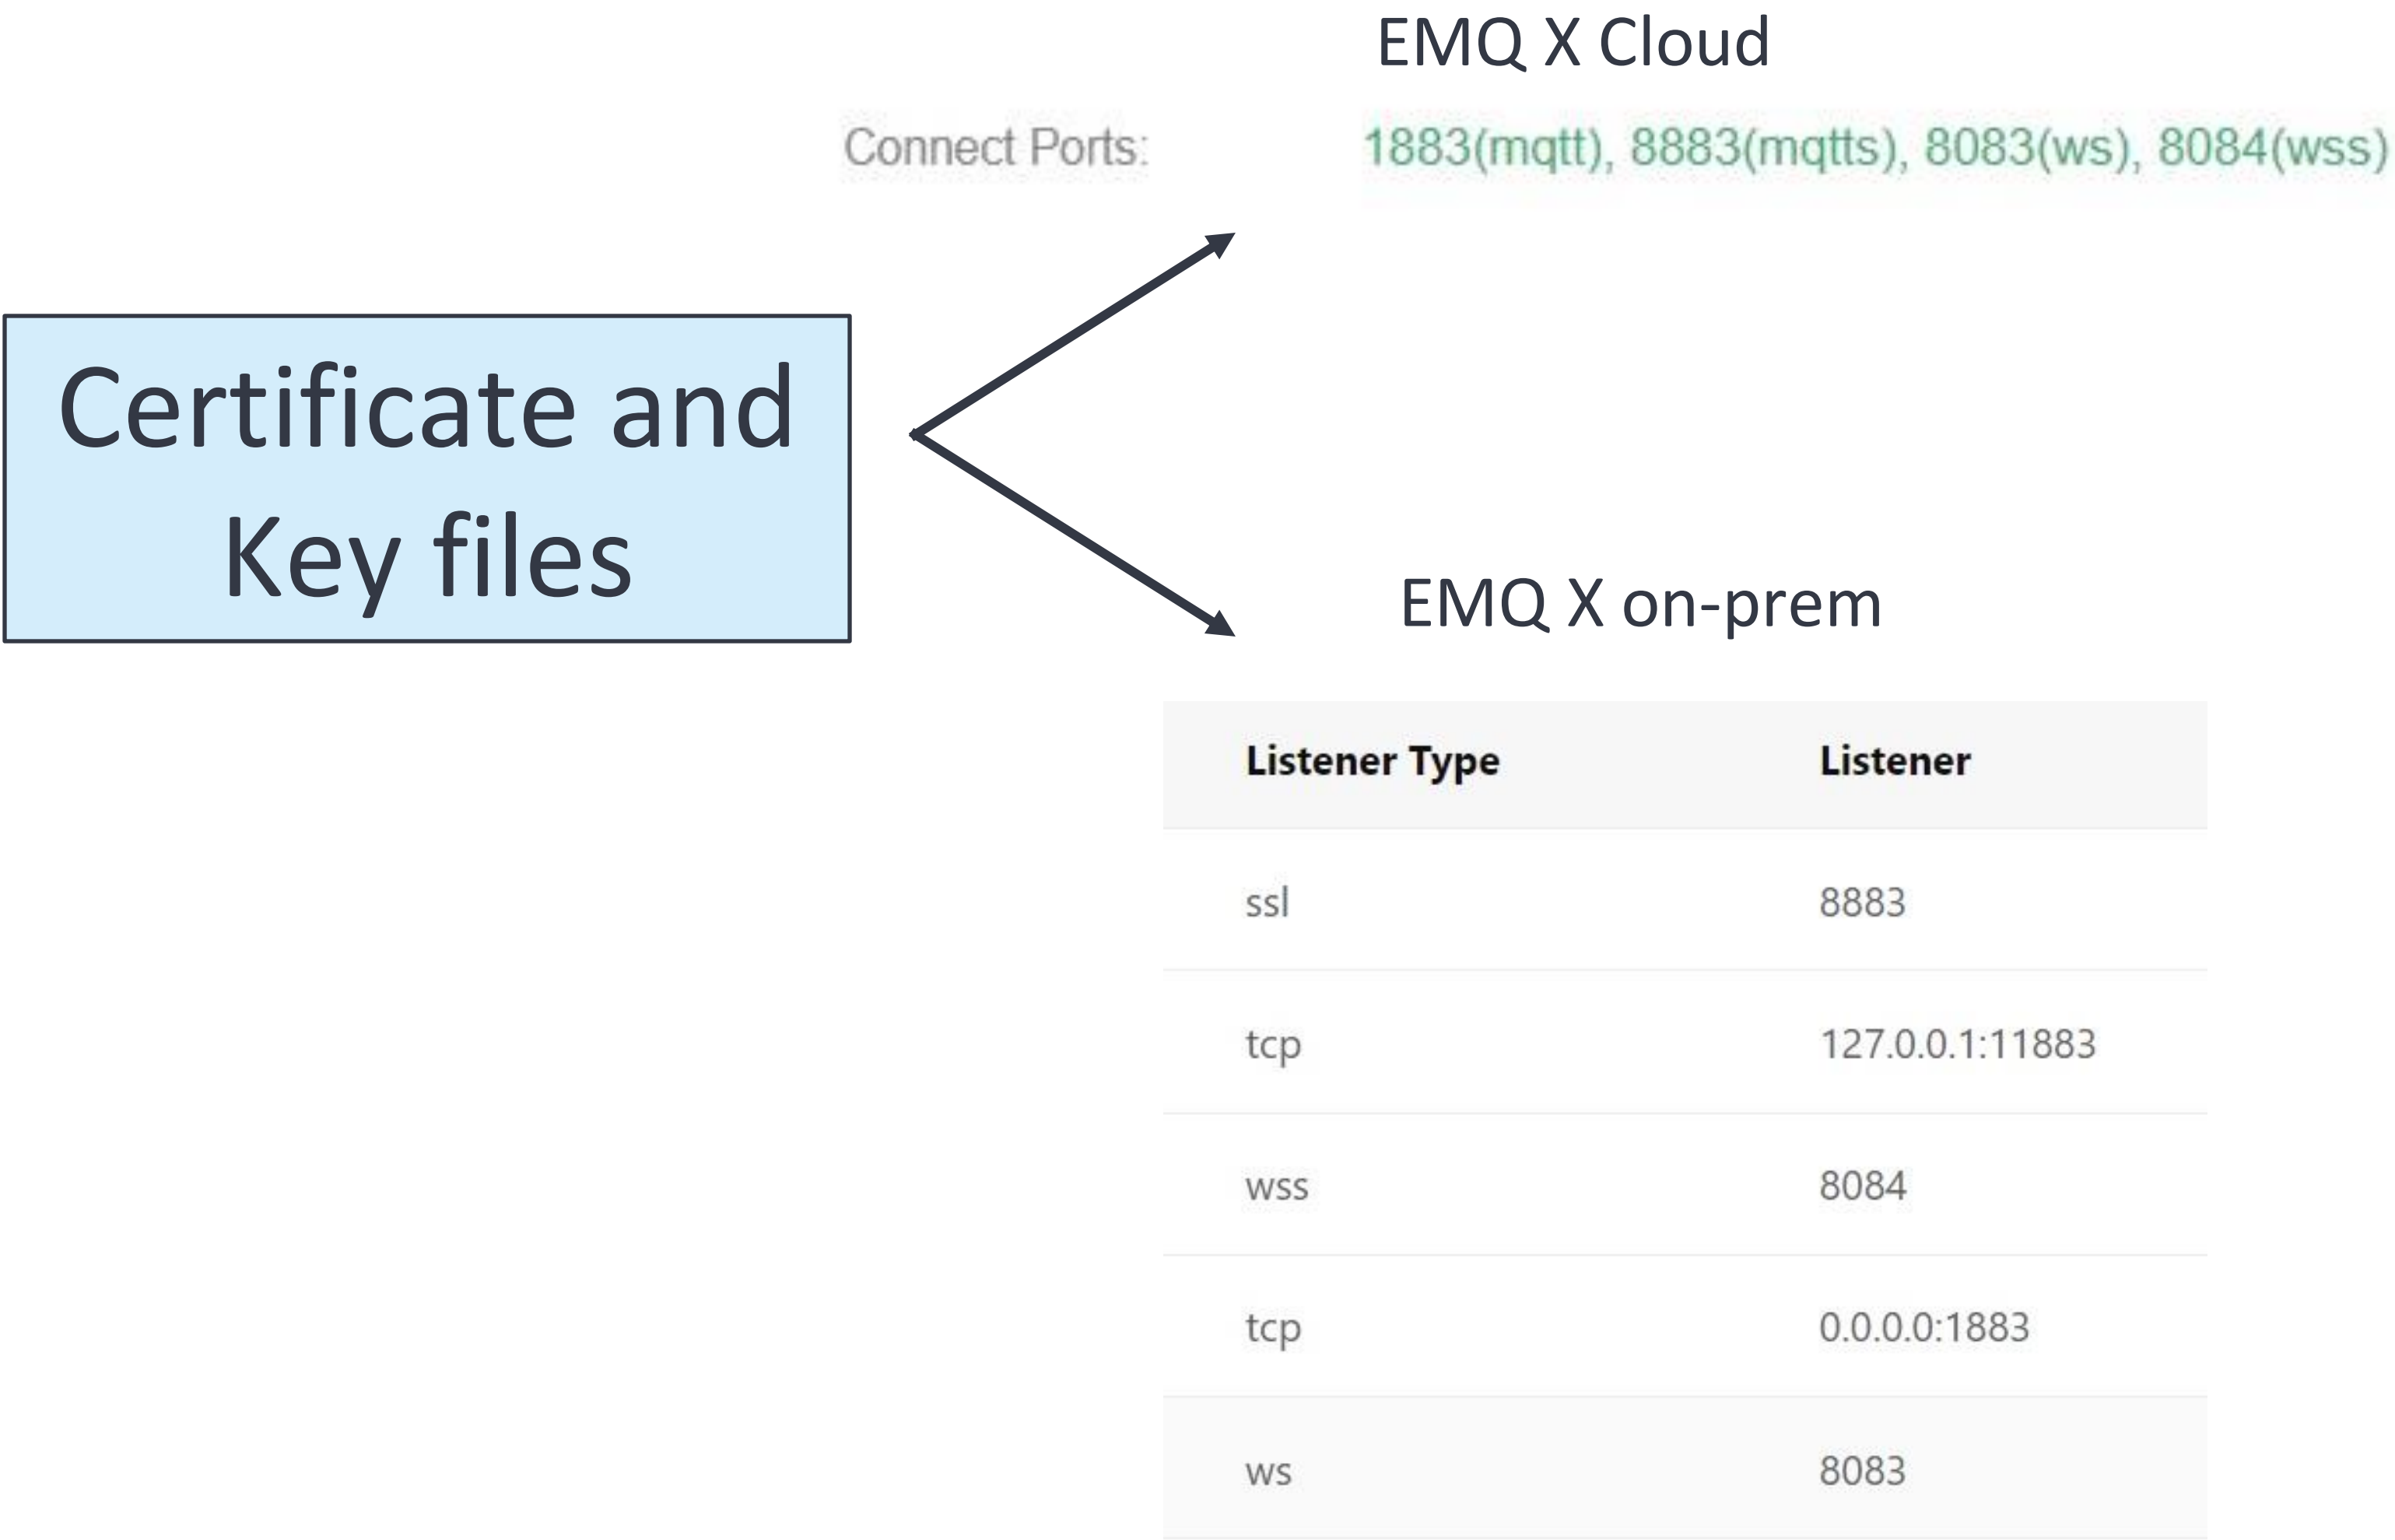 EMQ X Cloud
Connect Ports: 1883(mqtt), 8883(mqtts), 8083(ws), 8084(wss)
Certificate and
Key files
EMQ X on-prem
Listener Type Listener
ssl 8883
tcp 127.0.0.1:11883
wss 8084
tcp 0.0.0.0:1883
ws 8083